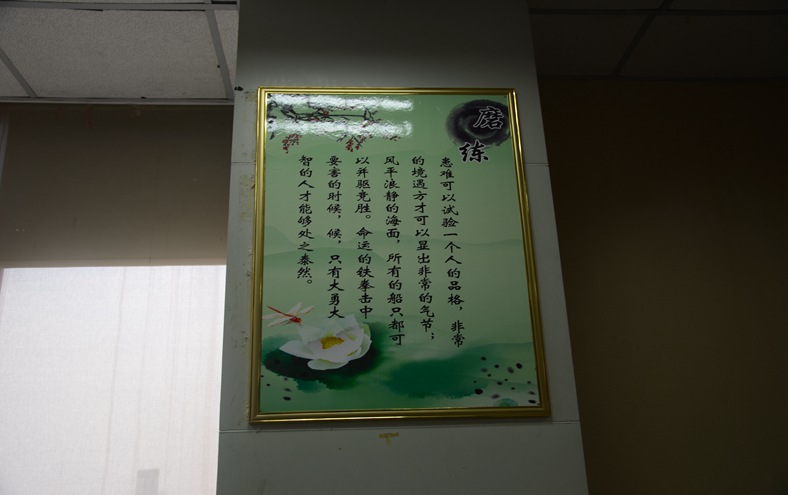 磨练
患难可以试验一个人的品格，非常
的境遇方才可以显出非常的气节；
风平浪静的海面，所有的船只都可
以并驱竞胜。命运的铁拳击中
要害的时候，候，只有大勇大
智的人才能够处之泰然。